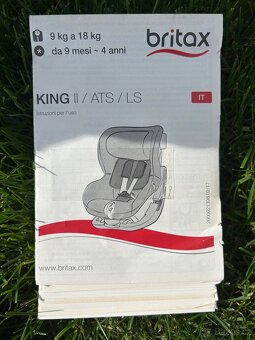 9 kg a 18 kg
da 9 mesi ~ 4 anni
britax
KING II / ATS / LS
IT
Istruzioni per l'uso
www.britax.com